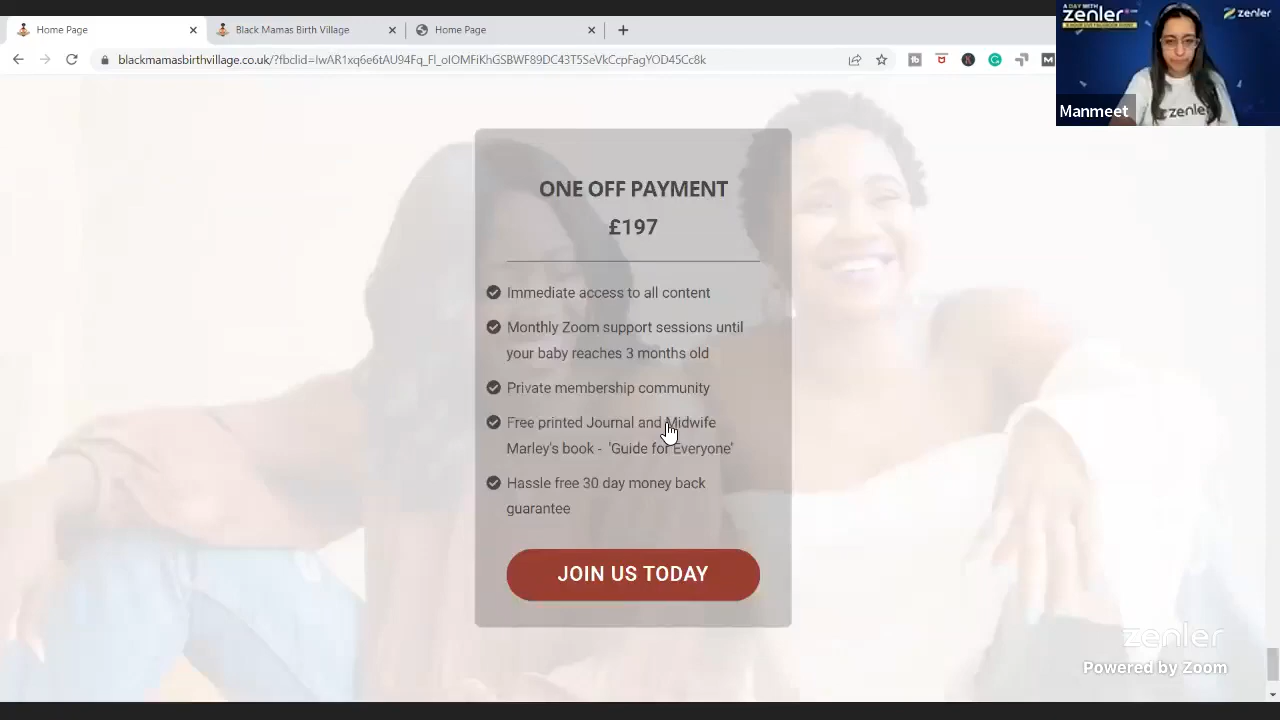 Home Page
Black Mamas Birth Village
Home Page
A DAY WITH
zenler
zenler
blackmamasbirthvillage.co.uk/
zenler
Manmeet
ONE OFF PAYMENT
£197
Immediate access to all content
Monthly Zoom support sessions until
your baby reaches 3 months old
Private membership community
Free printed Journal and Midwife
Marley's book - 'Guide for Everyone'
Hassle free 30 day money back
guarantee
JOIN US TODAY
zenler
Powered by Zoom